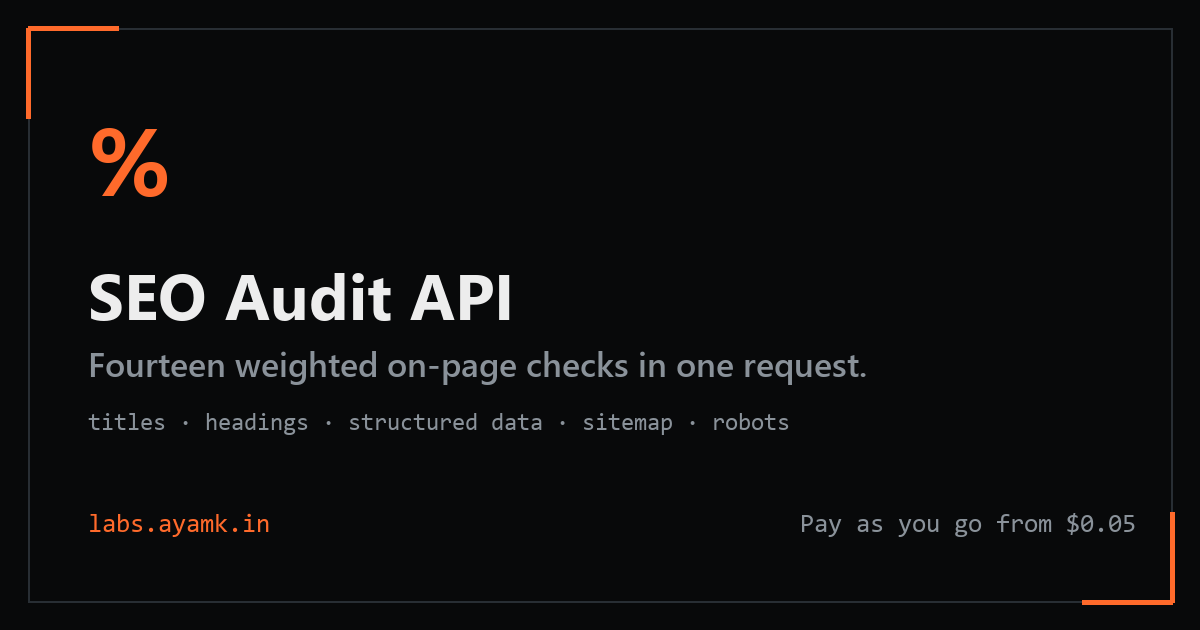 %
SEO Audit API
Fourteen weighted on-page checks in one request.
titles · headings · structured data · sitemap · robots
labs.ayamk.in
Pay as you go from $0.05